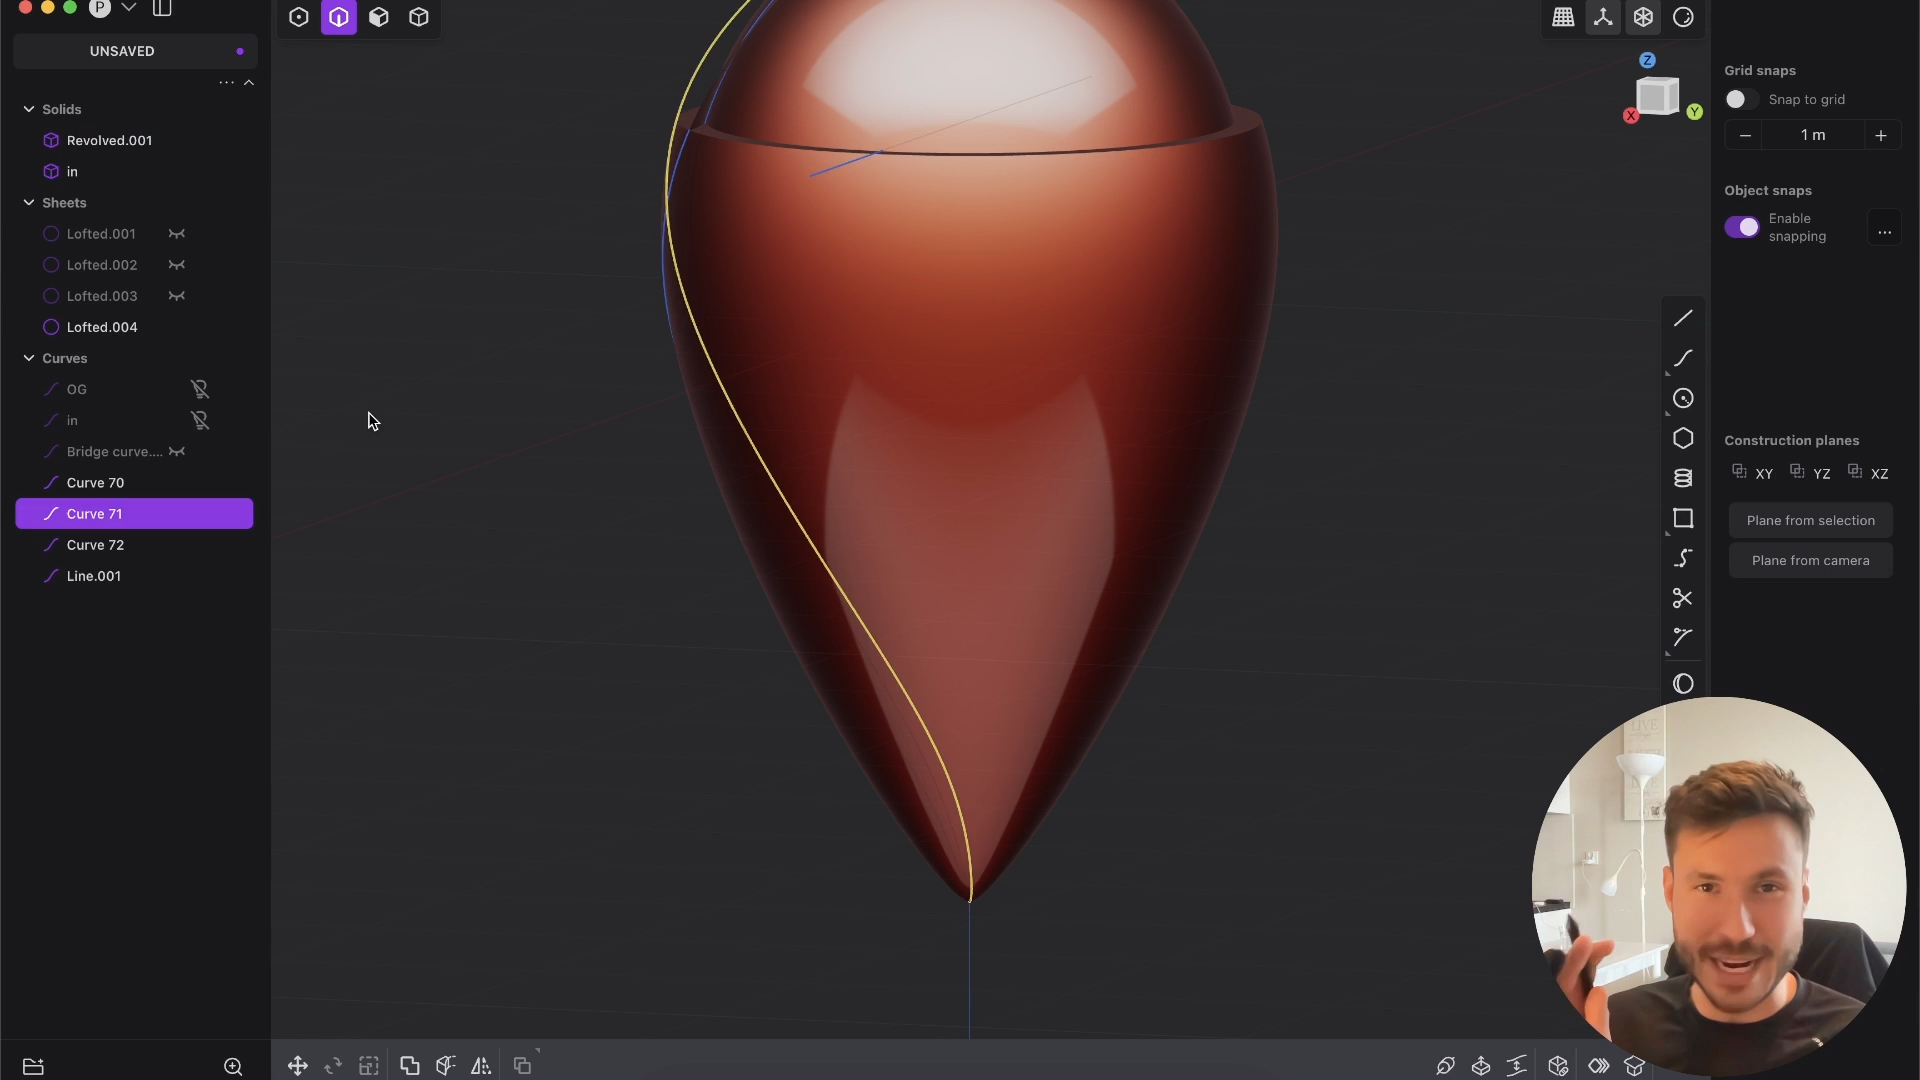 P
UNSAVED
...
Solids
Revolved.001
in
Sheets
Lofted.001
Lofted.002
Lofted.003
Lofted.004
Curves
OG
in
Bridge curve....
Curve 70
Curve 71
Curve 72
Line.001
Z
X
Y
Grid snaps
Snap to grid
1 m
Object snaps
Enable
snapping
...
Construction planes
XY
YZ
XZ
Plane from selection
Plane from camera
LIVE